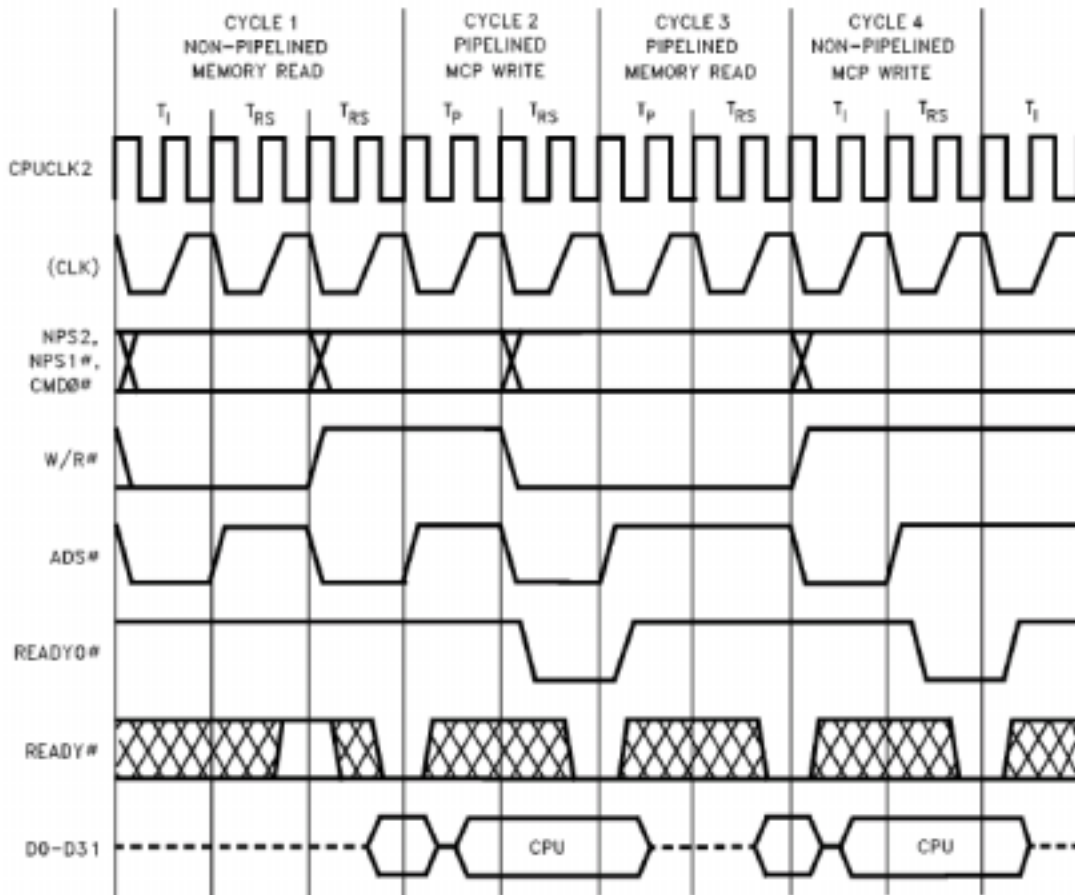 CYCLE 1
NON-PIPELINED
MEMORY READ
CYCLE 2
PIPELINED
MCP WRITE
CYCLE 3
PIPELINED
MEMORY READ
CYCLE 4
NON-PIPELINED
MCP WRITE
TI TRS TRS TP TRS TP TRS TI TRS TI
CPUCLK2
(CLK)
NPS2,
NPS1#,
CMD0#
W/R#
ADS#
READYO#
READY#
D0-D31
CPU CPU